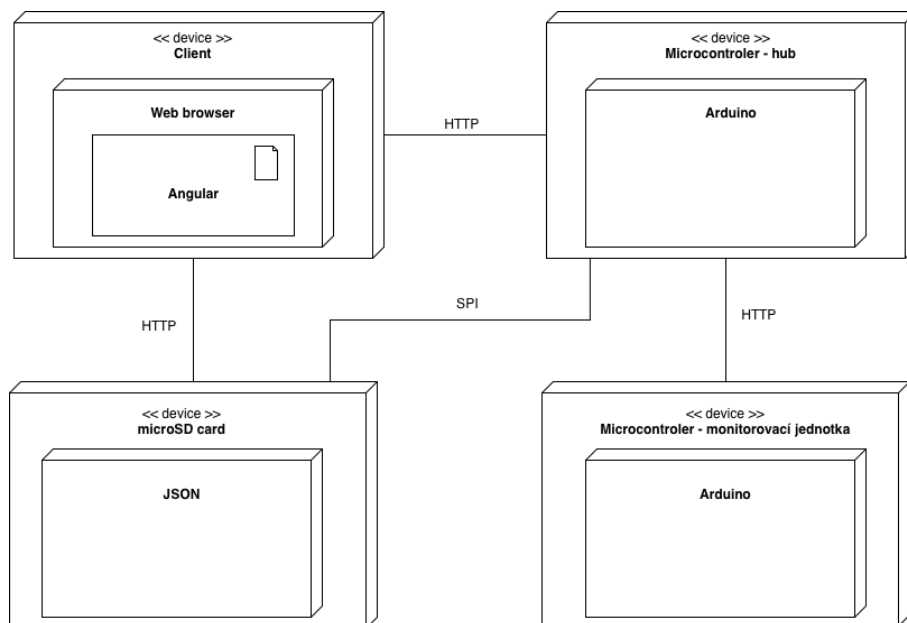 << device >>
Client
Web browser
Angular
HTTP
<< device >>
Microcontroler - hub
Arduino
HTTP
SPI
HTTP
<< device >>
microSD card
JSON
<< device >>
Microcontroler - monitorovací jednotka
Arduino